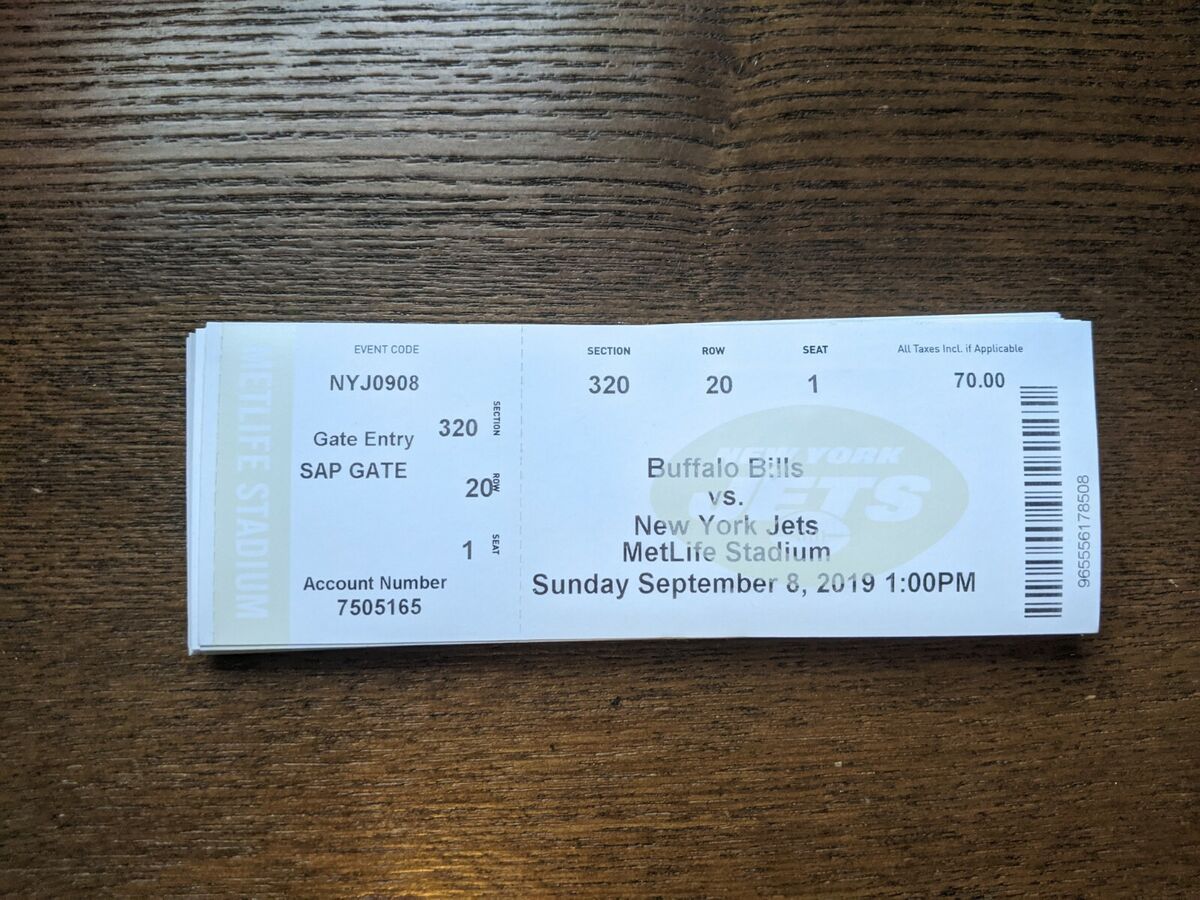 METLIFE STADIUM
EVENT CODE
NYJ0908
Gate Entry
SAP GATE
320 SECTION
20 ROW
1 SEAT
Account Number
7505165
SECTION ROW SEAT All Taxes Incl. if Applicable
320 20 1 70.00
NEW YORK
JETS
Buffalo Bills
vs.
New York Jets
MetLife Stadium
Sunday September 8, 2019 1:00PM
965556178508